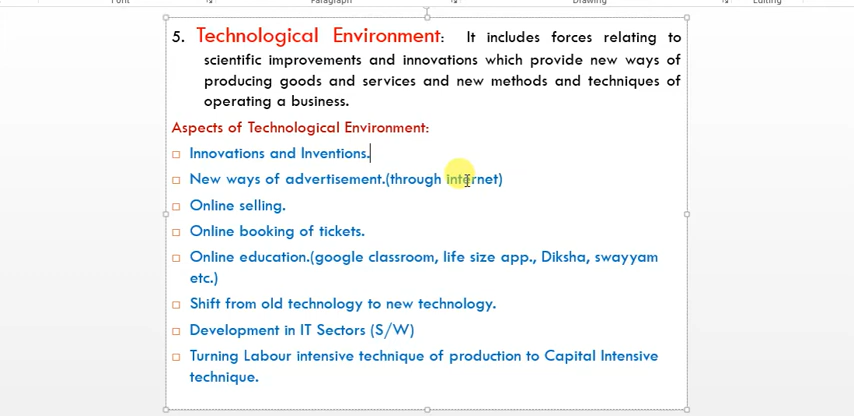 Font Paragraph Drawing Editing
5. Technological Environment: It includes forces relating to
scientific improvements and innovations which provide new ways of
producing goods and services and new methods and techniques of
operating a business.
Aspects of Technological Environment:
Innovations and Inventions.
New ways of advertisement.(through internet)
Online selling.
Online booking of tickets.
Online education.(google classroom, life size app., Diksha, swayyam
etc.)
Shift from old technology to new technology.
Development in IT Sectors (S/W)
Turning Labour intensive technique of production to Capital Intensive
technique.